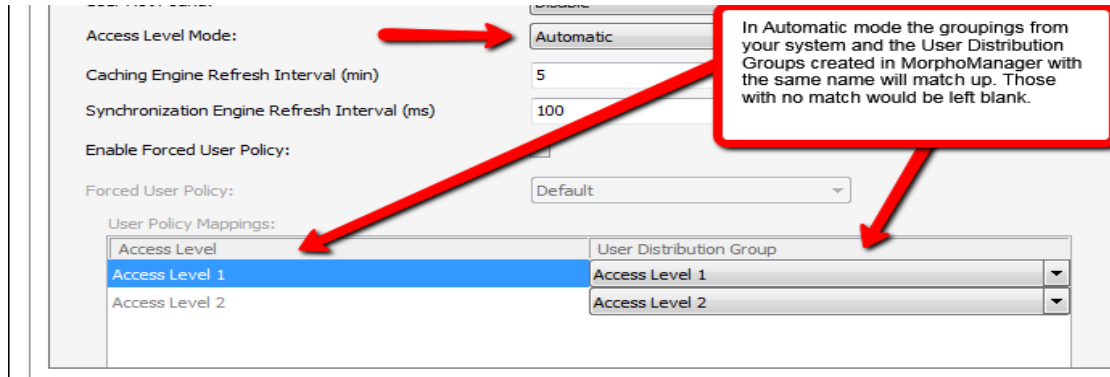 Disable
Access Level Mode:
Automatic
In Automatic mode the groupings from
your system and the User Distribution
Groups created in MorphoManager with
the same name will match up. Those
with no match would be left blank.
Caching Engine Refresh Interval (min)
5
Synchronization Engine Refresh Interval (ms)
100
Enable Forced User Policy:
Forced User Policy:
Default
User Policy Mappings:
Access Level
User Distribution Group
Access Level 1
Access Level 1
Access Level 2
Access Level 2